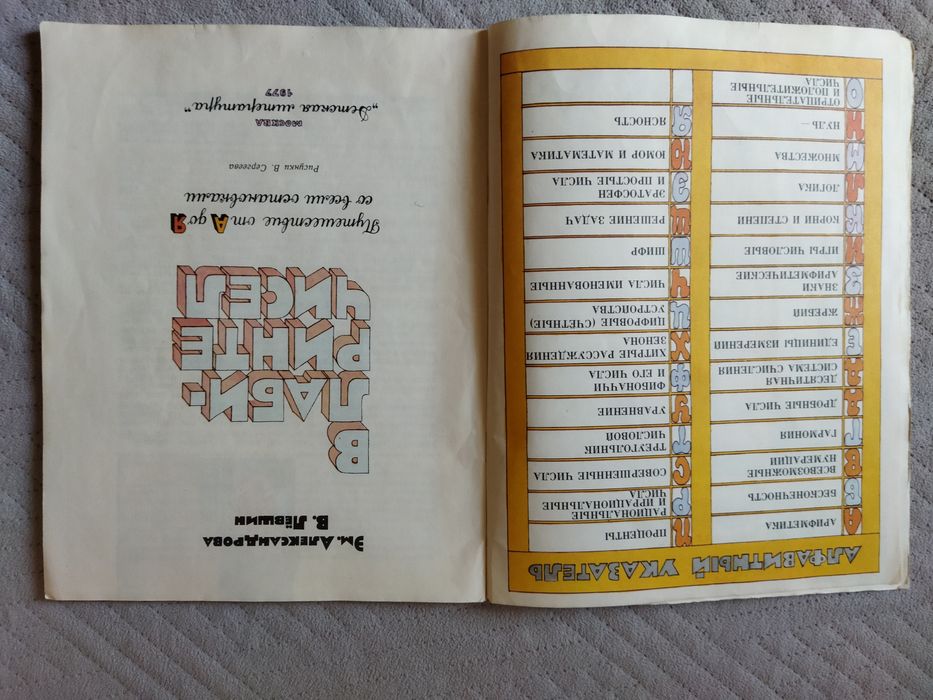 АЛФАВИТНЫЙ УКАЗАТЕЛЬ
А АРИФМЕТИКА
Б БЕСКОНЕЧНОСТЬ
В ВСЕВОЗМОЖНЫЕ
НУМЕРАЦИИ
Г ГАРМОНИЯ
Д ДРОБНЫЕ ЧИСЛА
Д ДЕСЯТИЧНАЯ
СИСТЕМА СЧИСЛЕНИЯ
Е ЕДИНИЦЫ ИЗМЕРЕНИЙ
Ж ЖРЕБИЙ
З ЗНАКИ
АРИФМЕТИЧЕСКИЕ
И ИГРЫ ЧИСЛОВЫЕ
К КОРНИ И СТЕПЕНИ
Л ЛОГИКА
М МНОЖЕСТВА
Н НУЛЬ —
О ОТРИЦАТЕЛЬНЫЕ
И ПОЛОЖИТЕЛЬНЫЕ
ЧИСЛА
П ПРОЦЕНТЫ
Р РАЦИОНАЛЬНЫЕ
И ИРРАЦИОНАЛЬНЫЕ
ЧИСЛА
С СОВЕРШЕННЫЕ ЧИСЛА
Т ТРЕУГОЛЬНИК
ЧИСЛОВОЙ
У УРАВНЕНИЕ
Ф ФИБОНАЧЧИ
И ЕГО ЧИСЛА
Х ХИТРЫЕ РАССУЖДЕНИЯ
ЗЕНОНА
Ц ЦИФРОВЫЕ (СЧЕТНЫЕ)
УСТРОЙСТВА
Ч ЧИСЛА ИМЕНОВАННЫЕ
Ш ШИФР
Щ РЕШЕНИЕ ЗАДАЧ
Э ЭРАТОСФЕН
И ПРОСТЫЕ ЧИСЛА
Ю ЮМОР И МАТЕМАТИКА
Я ЯСНОСТЬ
ЭМ. АЛЕКСАНДРОВА
В. ЛЁВШИН
В
ЛАБИ-
РИНТЕ
ЧИСЕЛ
Путешествие от А до Я
со всеми остановками
Рисунки В. Сергеева
МОСКВА
„Детская литература”
1977